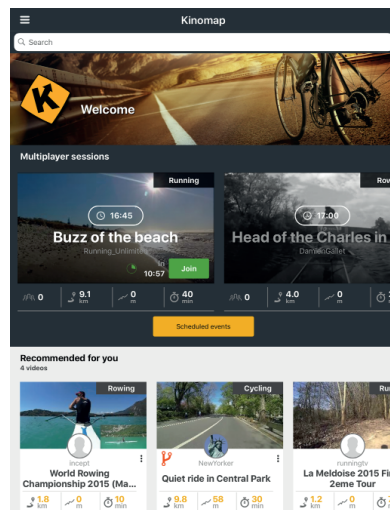 Kinomap
Search
Welcome
Multiplayer sessions
Running
16:45
Buzz of the beach
Running_Unlimited
in
10:57
Join
0
9.1
km
0
m
40
min
17:00
Head of the Charles in
DamienGallet
0
4.0
km
0
m
Scheduled events
Recommended for you
4 videos
Rowing
incept
World Rowing
Championship 2015 (Ma...
1.8
km
0
m
10
min
Cycling
NewYorker
Quiet ride in Central Park
9.8
km
58
m
30
min
runningtv
La Meldoise 2015 Fi
2eme Tour
1.2
km
0
m